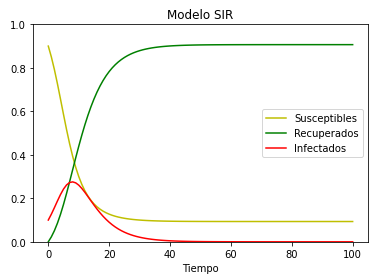 Modelo SIR
1.0
0.8
0.6
0.4
0.2
0.0
Susceptibles
Recuperados
Infectados
0 20 40 60 80 100
Tiempo